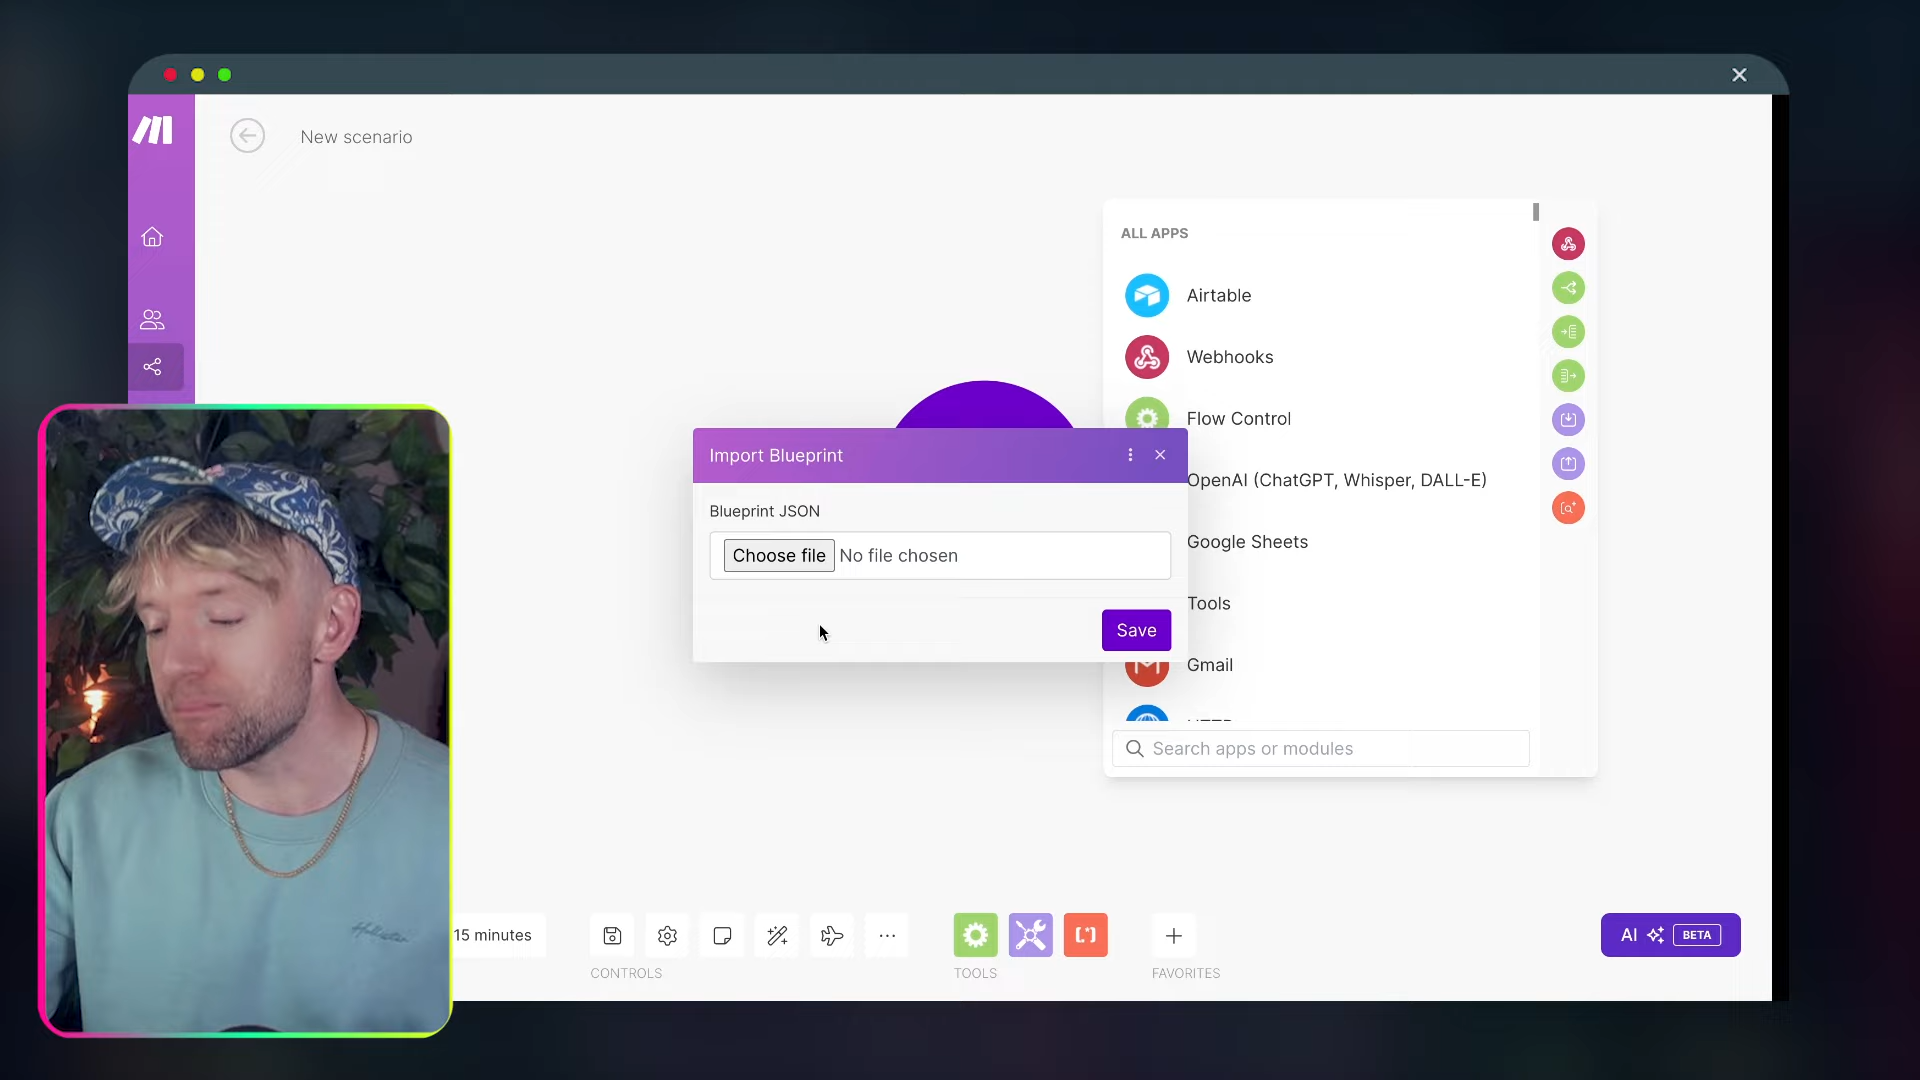 New scenario
ALL APPS
Airtable
Webhooks
Flow Control
OpenAI (ChatGPT, Whisper, DALL-E)
Google Sheets
Tools
Gmail
Search apps or modules
Import Blueprint
Blueprint JSON
Choose file No file chosen
Save
15 minutes
CONTROLS
TOOLS
FAVORITES
AI BETA